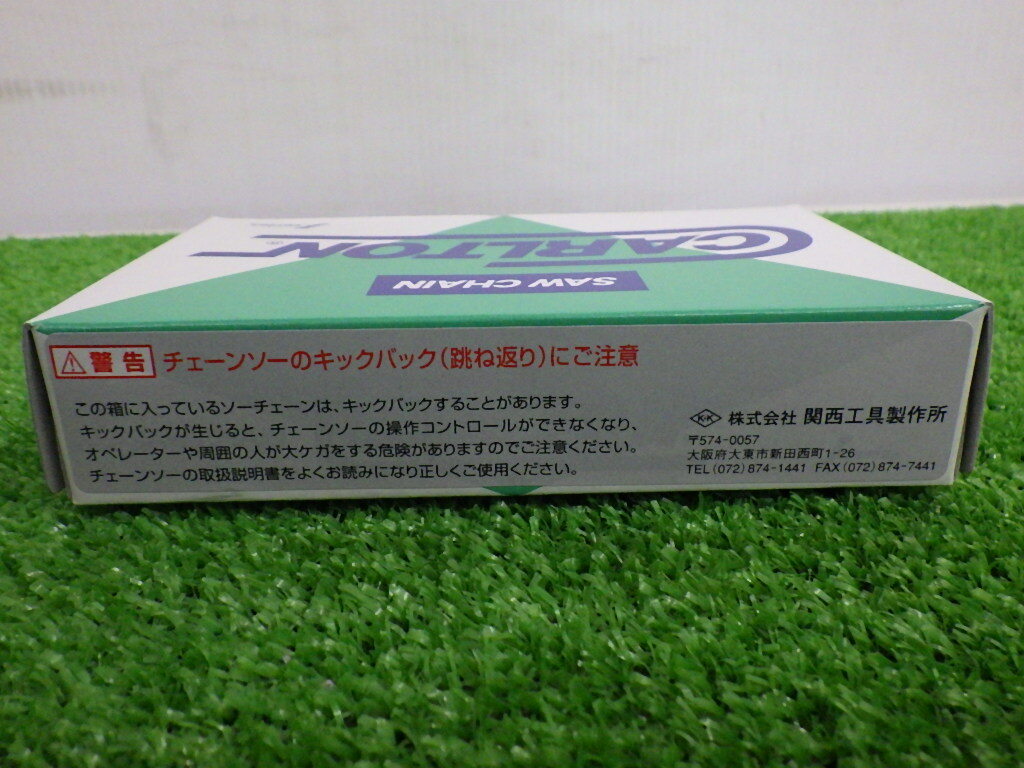 CARLTON
SAW CHAIN
警告 チェーンソーのキックバック(跳ね返り)にご注意
この箱に入っているソーチェーンは、キックバックすることがあります。
キックバックが生じると、チェーンソーの操作コントロールができなくなり、
オペレーターや周囲の人が大ケガをする危険がありますのでご注意ください。
チェーンソーの取扱説明書をよくお読みになり正しくご使用ください。
K-K 株式会社 関西工具製作所
〒574-0057
大阪府大東市新田西町1-26
TEL(072)874-1441 FAX(072)874-7441